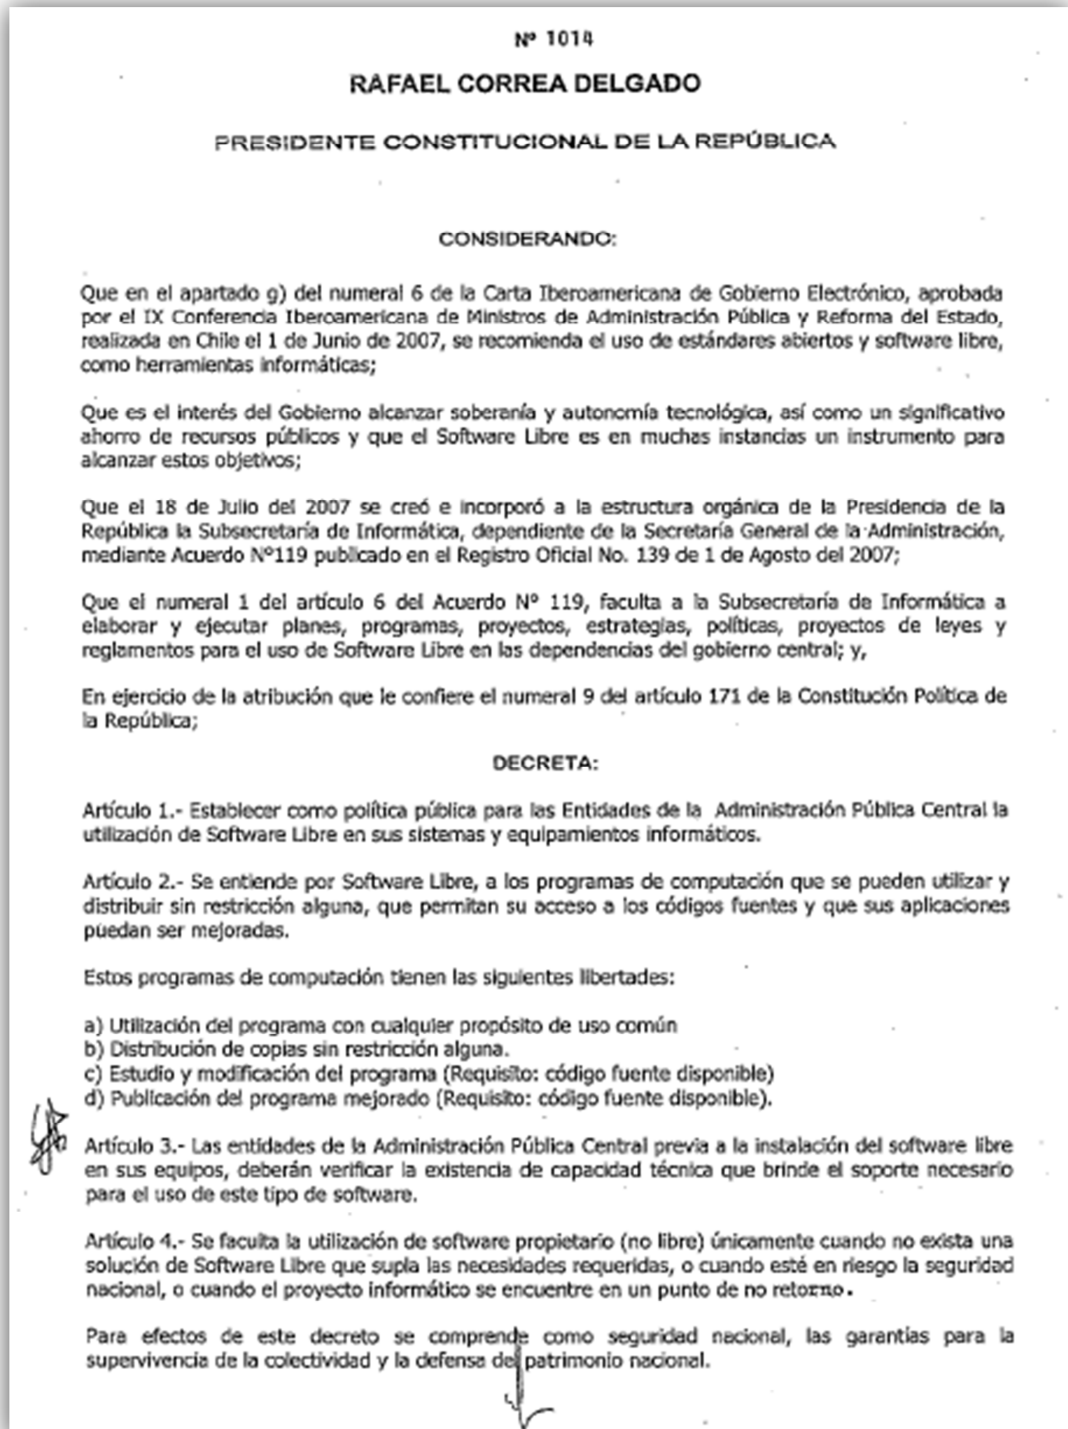 Nº 1014
RAFAEL CORREA DELGADO
PRESIDENTE CONSTITUCIONAL DE LA REPÚBLICA
CONSIDERANDO:
Que en el apartado g) del numeral 6 de la Carta Iberoamericana de Gobierno Electrónico, aprobada
por el IX Conferencia Iberoamericana de Ministros de Administración Pública y Reforma del Estado,
realizada en Chile el 1 de Junio de 2007, se recomienda el uso de estándares abiertos y software libre,
como herramientas informáticas;
Que es el interés del Gobierno alcanzar soberanía y autonomía tecnológica, así como un significativo
ahorro de recursos públicos y que el Software Libre es en muchas instancias un instrumento para
alcanzar estos objetivos;
Que el 18 de Julio del 2007 se creó e incorporó a la estructura orgánica de la Presidencia de la
República la Subsecretaría de Informática, dependiente de la Secretaría General de la Administración,
mediante Acuerdo Nº119 publicado en el Registro Oficial No. 139 de 1 de Agosto del 2007;
Que el numeral 1 del artículo 6 del Acuerdo Nº 119, faculta a la Subsecretaría de Informática a
elaborar y ejecutar planes, programas, proyectos, estrategias, políticas, proyectos de leyes y
reglamentos para el uso de Software Libre en las dependencias del gobierno central; y,
En ejercicio de la atribución que le confiere el numeral 9 del artículo 171 de la Constitución Política de
la República;
DECRETA:
Artículo 1.- Establecer como política pública para las Entidades de la Administración Pública Central la
utilización de Software Libre en sus sistemas y equipamientos informáticos.
Artículo 2.- Se entiende por Software Libre, a los programas de computación que se pueden utilizar y
distribuir sin restricción alguna, que permitan su acceso a los códigos fuentes y que sus aplicaciones
puedan ser mejoradas.
Estos programas de computación tienen las siguientes libertades:
a) Utilización del programa con cualquier propósito de uso común
b) Distribución de copias sin restricción alguna.
c) Estudio y modificación del programa (Requisito: código fuente disponible)
d) Publicación del programa mejorado (Requisito: código fuente disponible).
Artículo 3.- Las entidades de la Administración Pública Central previa a la instalación del software libre
en sus equipos, deberán verificar la existencia de capacidad técnica que brinde el soporte necesario
para el uso de este tipo de software.
Artículo 4.- Se faculta la utilización de software propietario (no libre) únicamente cuando no exista una
solución de Software Libre que supla las necesidades requeridas, o cuando esté en riesgo la seguridad
nacional, o cuando el proyecto informático se encuentre en un punto de no retorno.
Para efectos de este decreto se comprende como seguridad nacional, las garantías para la
supervivencia de la colectividad y la defensa del patrimonio nacional.